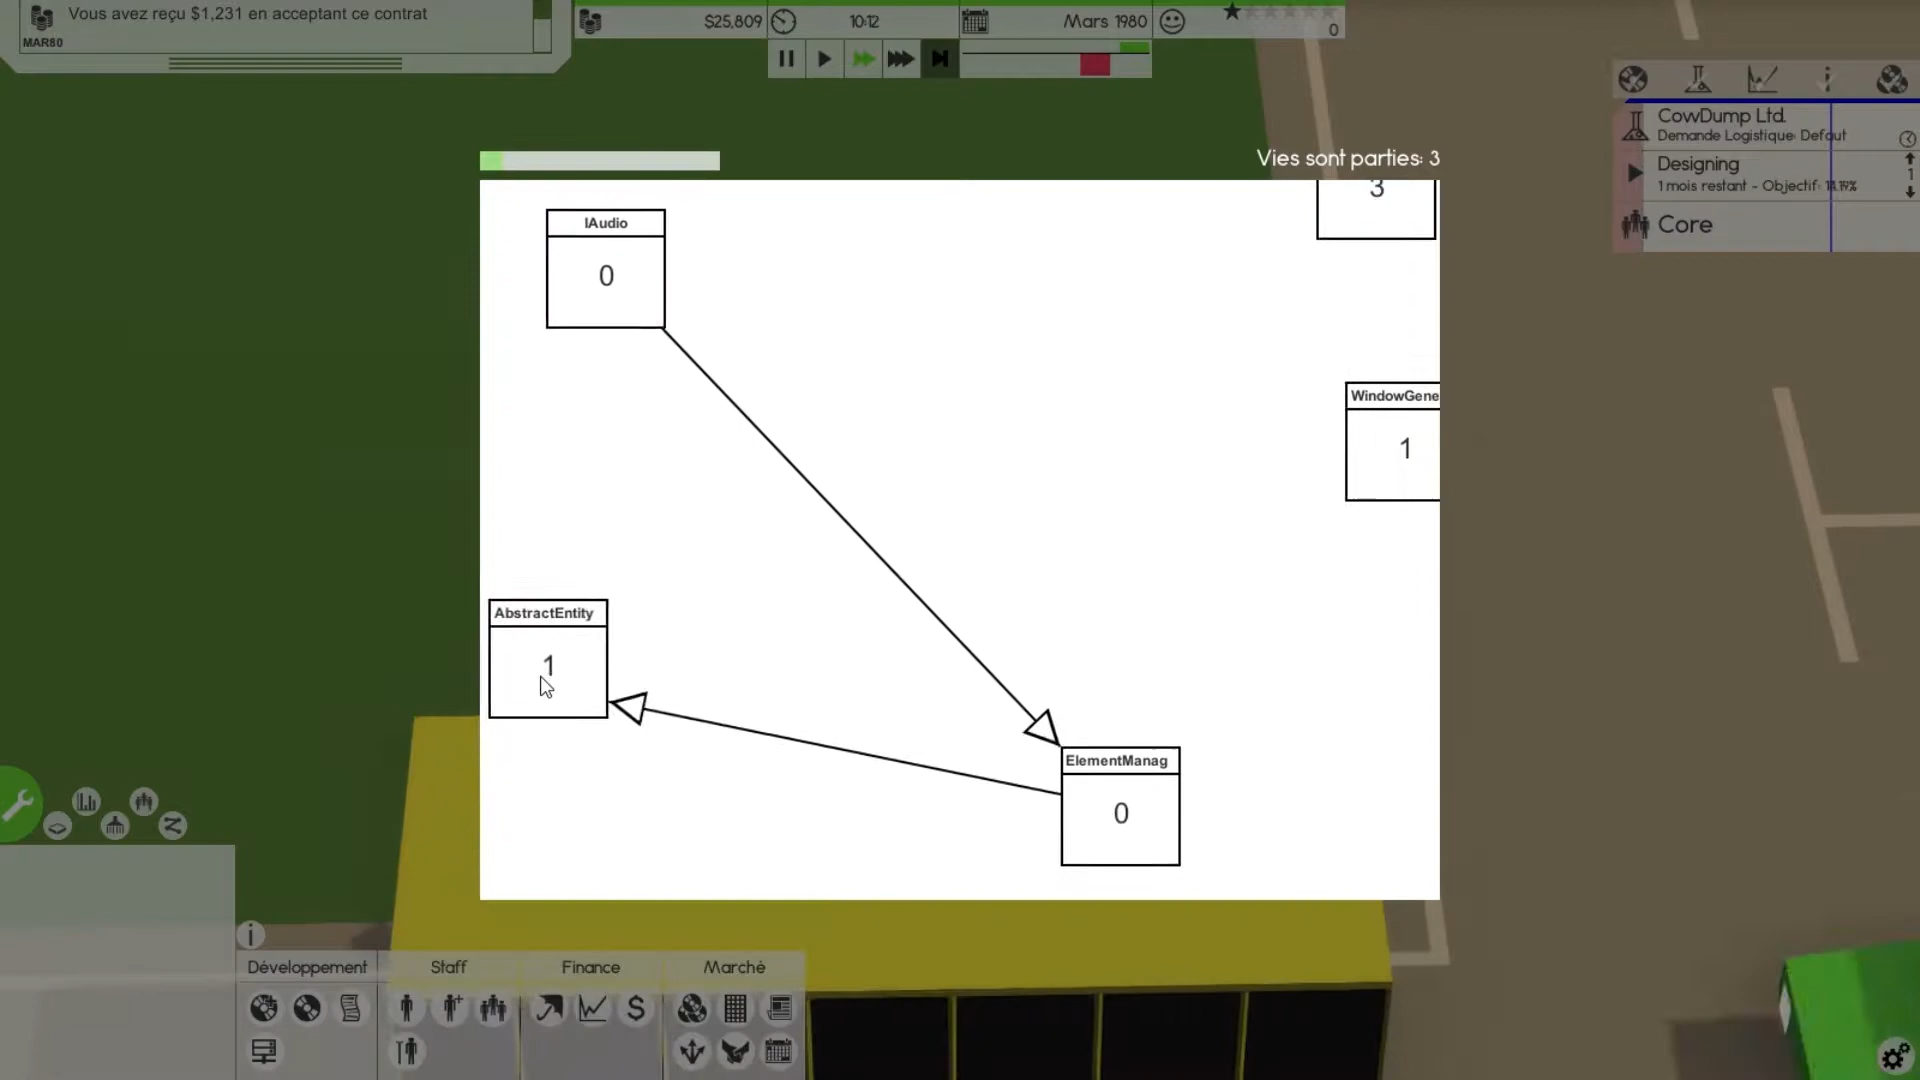 Vous avez reçu $1,231 en acceptant ce contrat
MAR80
$25,809
10:12
Mars 1980
0
Vies sont parties: 3
CowDump Ltd.
Demande Logistique: Defaut
Designing
1 mois restant - Objectif:
1
Core
IAudio
0
3
WindowGene
1
AbstractEntity
1
ElementManag
0
Développement
Staff
Finance
Marché